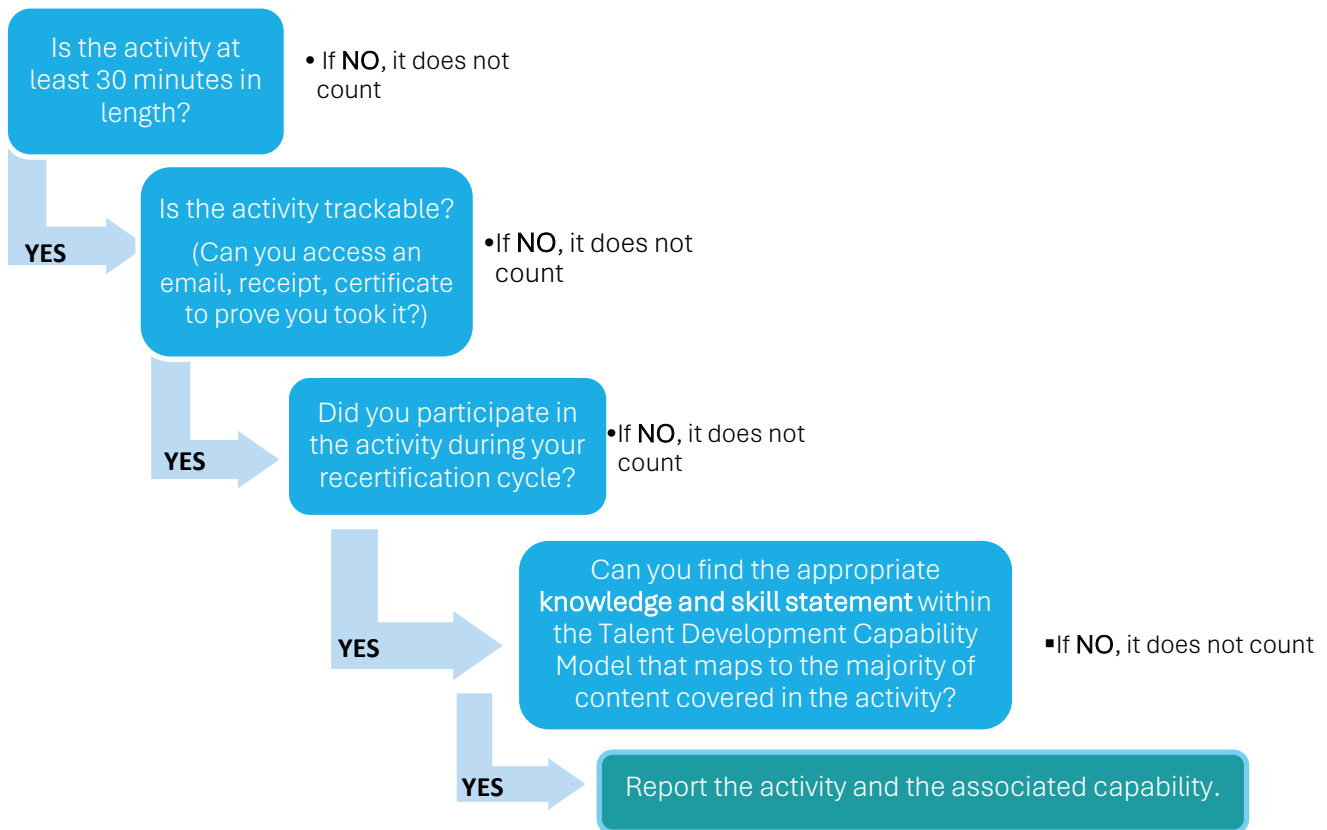 Is the activity at
least 30 minutes in
length?
• If NO, it does not
count
YES
Is the activity trackable?
(Can you access an
email, receipt, certificate
to prove you took it?)
•If NO, it does not
count
YES
Did you participate in
the activity during your
recertification cycle?
•If NO, it does not
count
YES
Can you find the appropriate
knowledge and skill statement within
the Talent Development Capability
Model that maps to the majority of
content covered in the activity?
▪If NO, it does not count
YES
Report the activity and the associated capability.